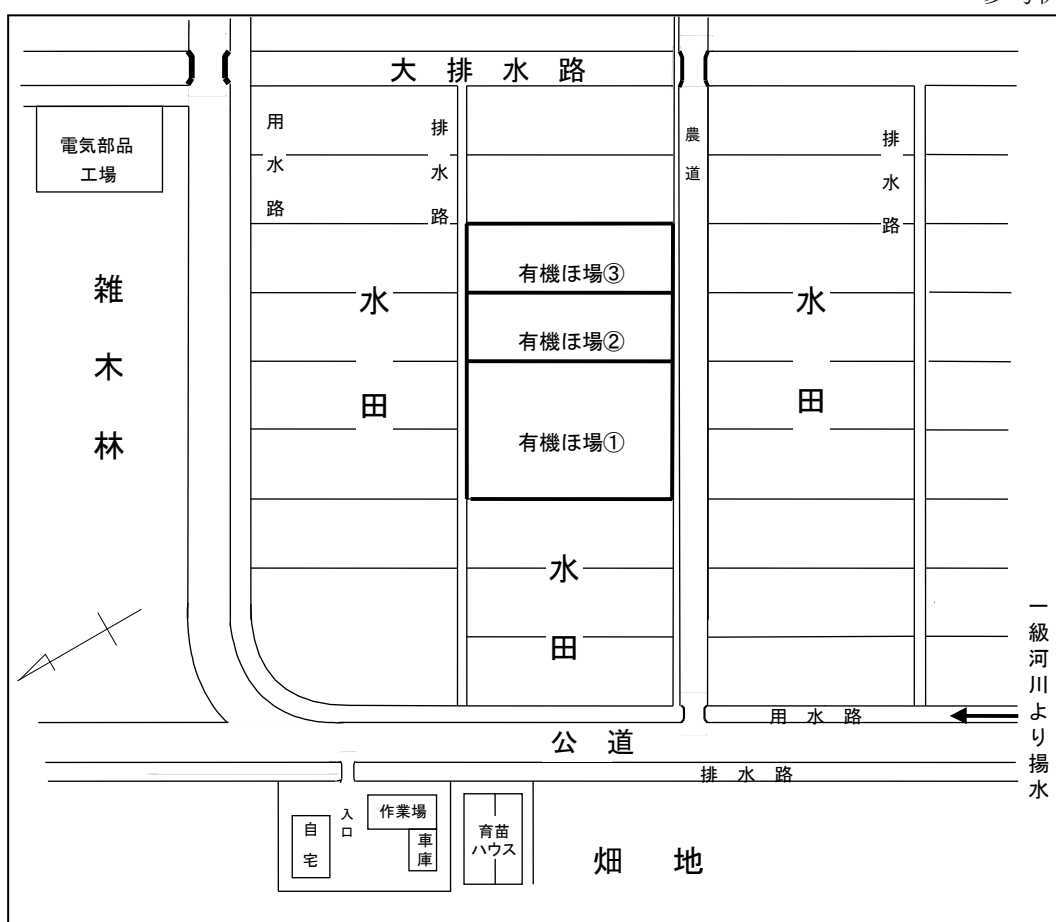 大排水路
電気部品
工場
用水路
排水路
農道
排水路
雑木林
水田
有機ほ場③
有機ほ場②
有機ほ場①
水田
水田
一級河川より揚水
用水路
公道
排水路
入口
自宅
作業場
車庫
育苗
ハウス
畑地